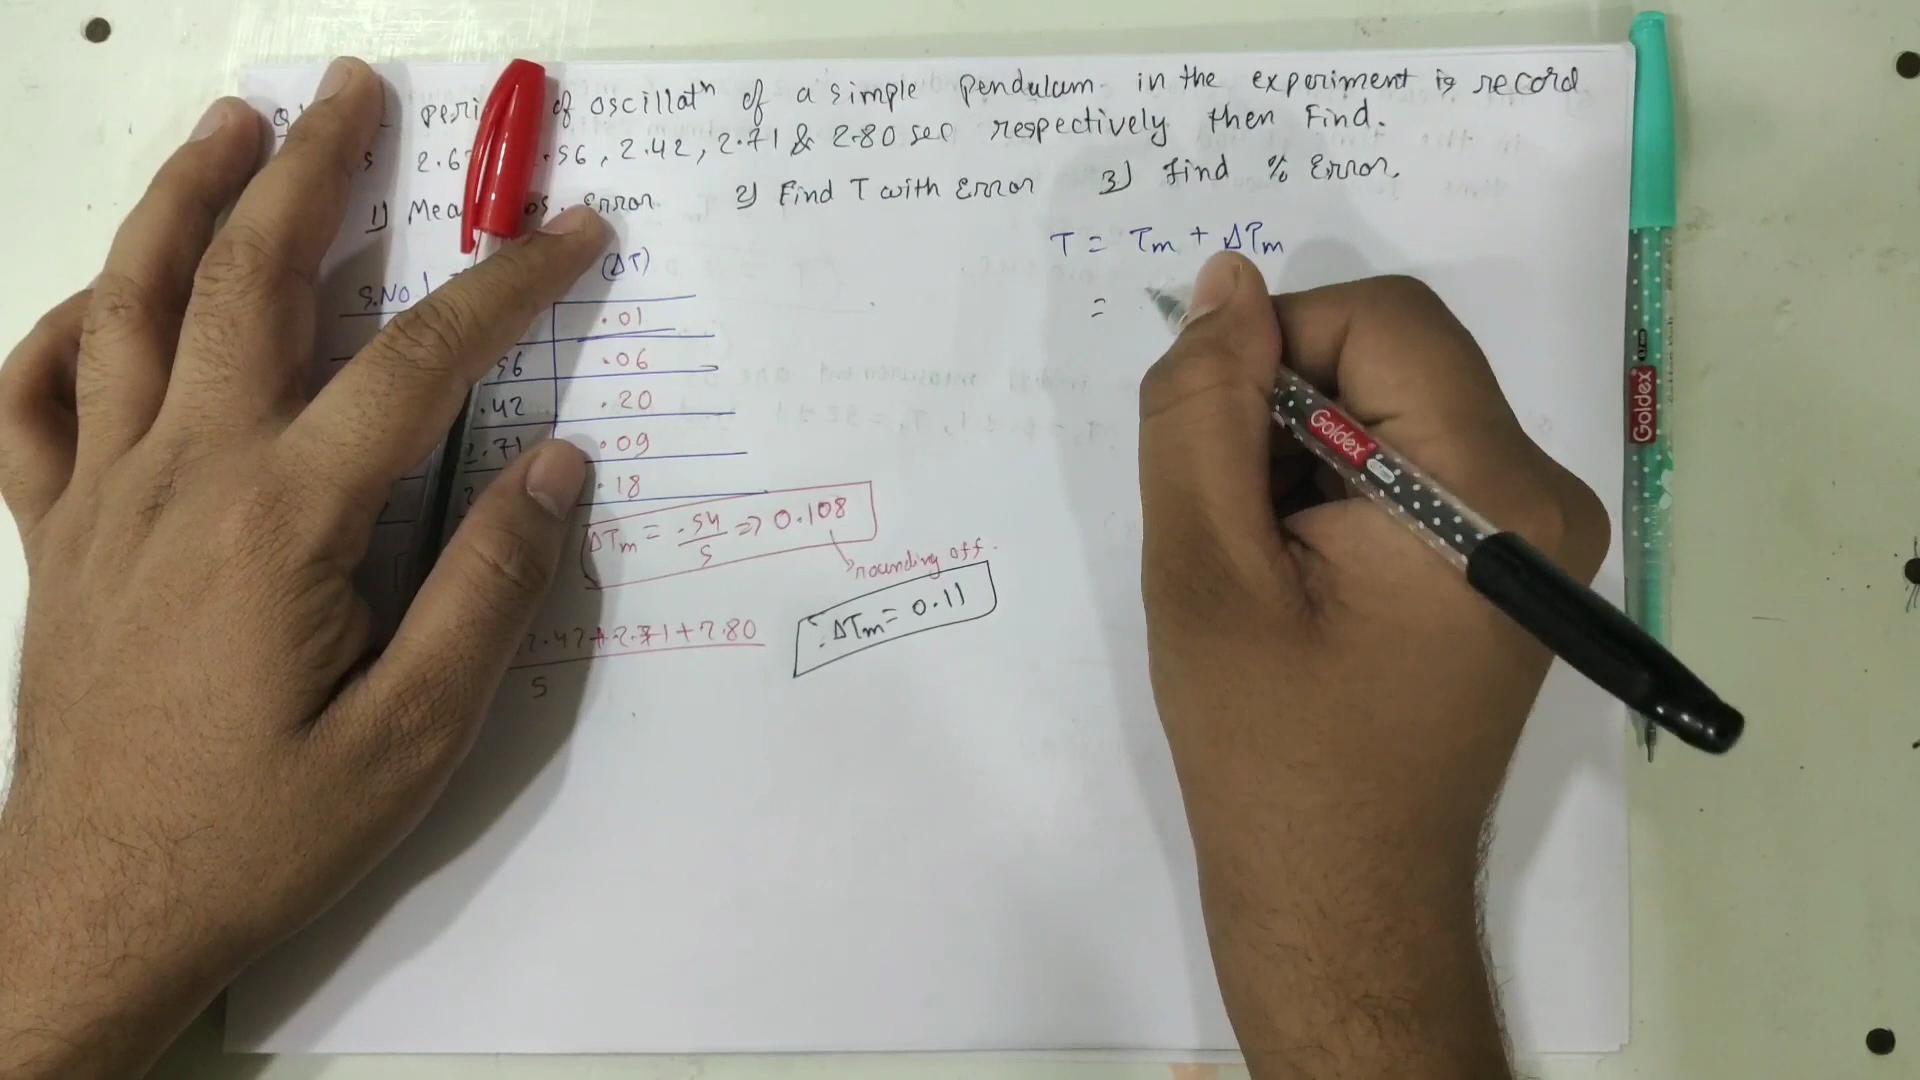 of oscillatⁿ of a simple pendulam in the experiment is record
2.6 .56, 2.42, 2.71 & 2.80 sec respectively then Find.
1) Mea Error 2) Find T with Error 3) find % Error.
S.No (ΔT)
.01
56 .06
.42 .20
2.71 .09
.18
ΔTm = .54/5 => 0.108
rounding off.
ΔTm = 0.11
2.42+2.71+2.80
5
T = Tm + ΔTm
=
Goldex
Goldex